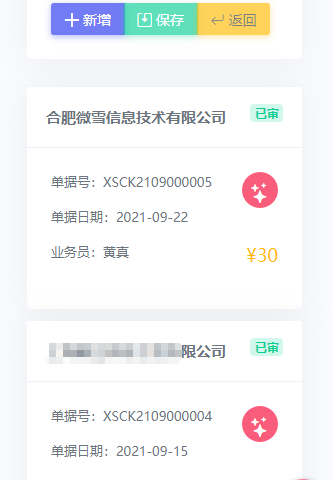 新增 保存 返回
合肥微雪信息技术有限公司 已审
单据号：XSCK2109000005
单据日期：2021-09-22
业务员：黄真 ¥30
限公司 已审
单据号：XSCK2109000004
单据日期：2021-09-15